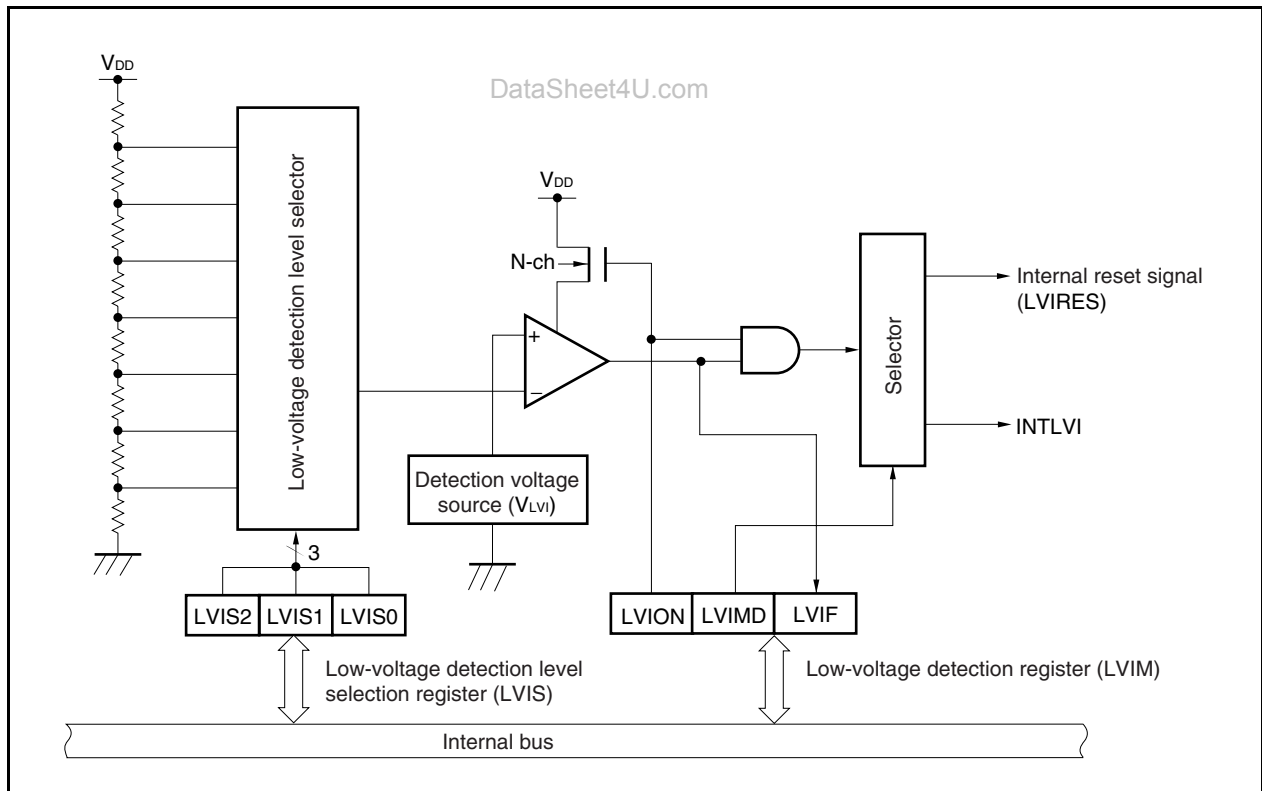 DataSheet4U.com
VDD
Low-voltage detection level selector
VDD
N-ch
+
−
Detection voltage
source (VLVI)
Selector
Internal reset signal
(LVIRES)
INTLVI
3
LVIS2 LVIS1 LVIS0
LVION LVIMD LVIF
Low-voltage detection level
selection register (LVIS)
Low-voltage detection register (LVIM)
Internal bus